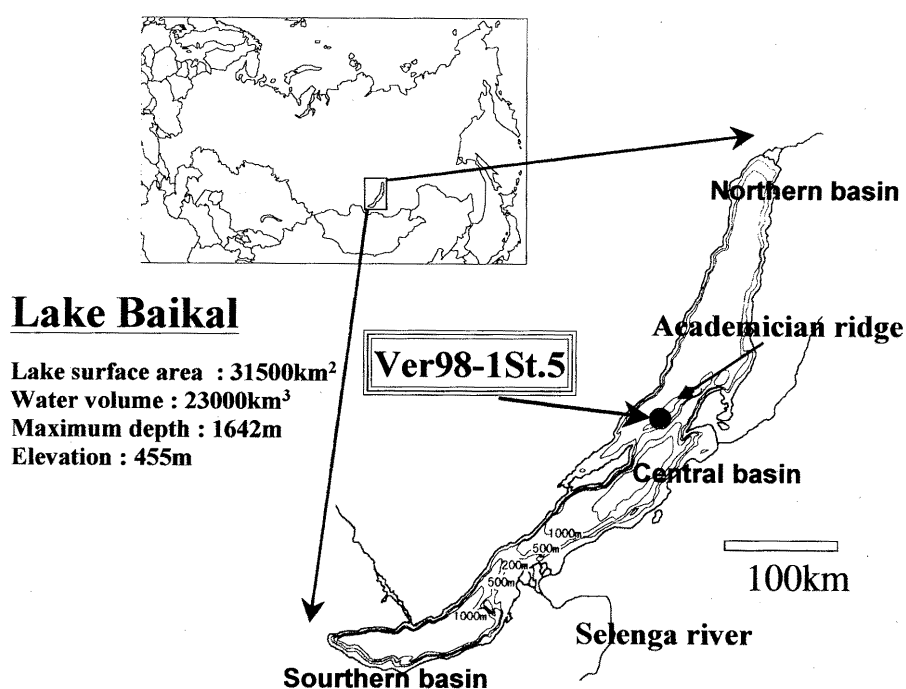 Northern basin
Lake Baikal
Academician ridge
Ver98-1St.5
Lake surface area : 31500km²
Water volume : 23000km³
Maximum depth : 1642m
Elevation : 455m
Central basin
1000m
500m
200m
500m
1000m
100km
Selenga river
Sourthern basin